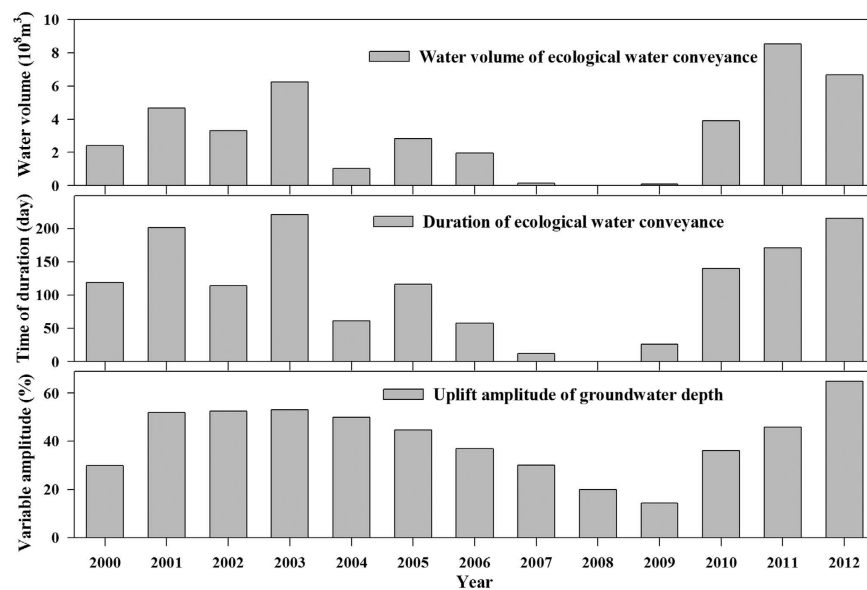 10
8
6
4
2
0
Water volume (10⁸m³)
Water volume of ecological water conveyance
200
150
100
50
0
Time of duration (day)
Duration of ecological water conveyance
60
40
20
0
Variable amplitude (%)
Uplift amplitude of groundwater depth
2000 2001 2002 2003 2004 2005 2006 2007 2008 2009 2010 2011 2012
Year